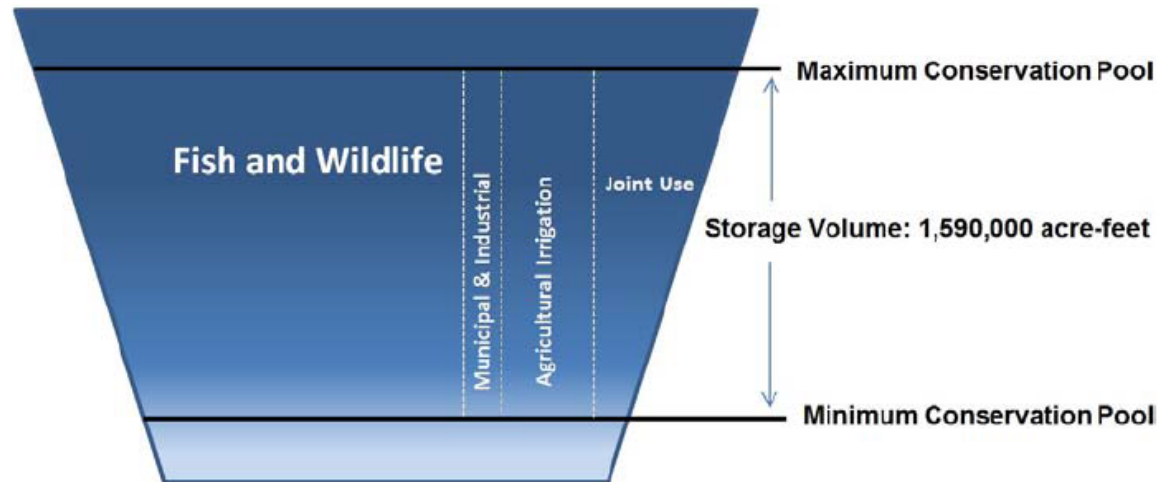 Maximum Conservation Pool
Fish and Wildlife
Municipal & Industrial
Agricultural Irrigation
Joint Use
Storage Volume: 1,590,000 acre-feet
Minimum Conservation Pool